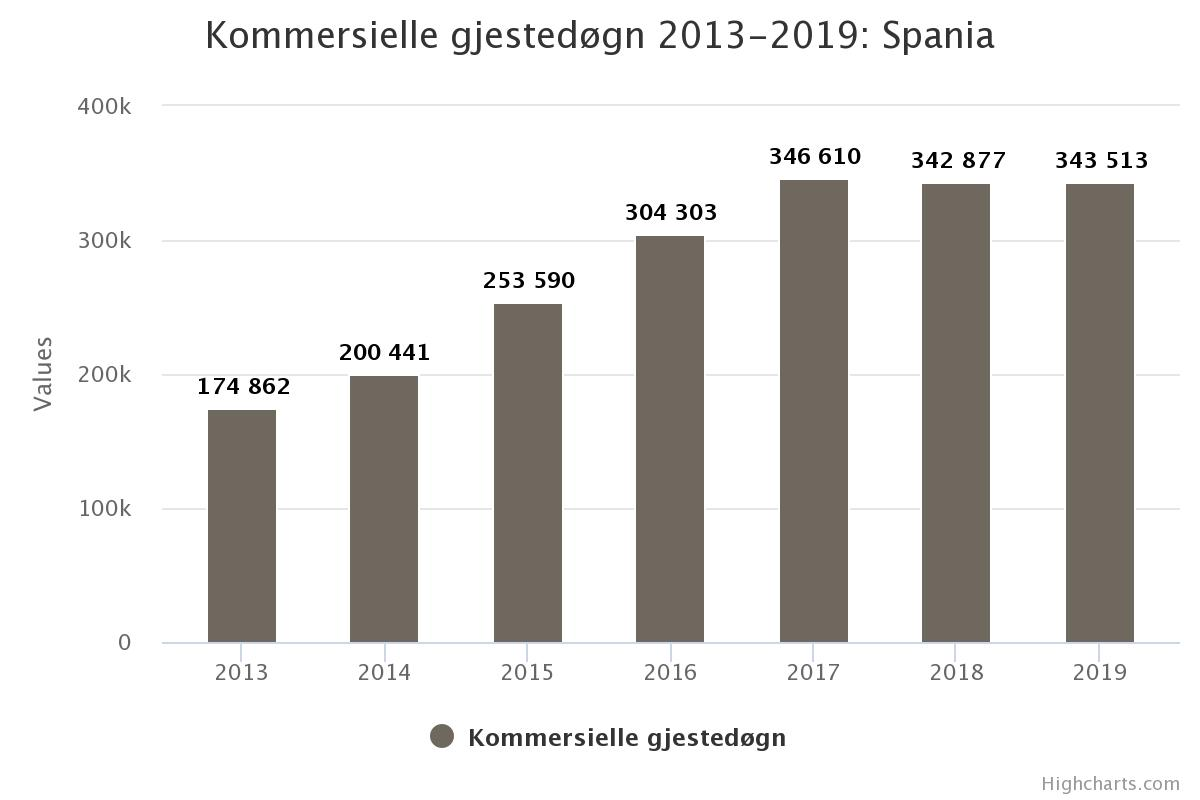 Kommersielle gjestedøgn 2013-2019: Spania
400k
300k
200k
100k
0
Values
174 862
200 441
253 590
304 303
346 610
342 877
343 513
2013
2014
2015
2016
2017
2018
2019
Kommersielle gjestedøgn
Highcharts.com